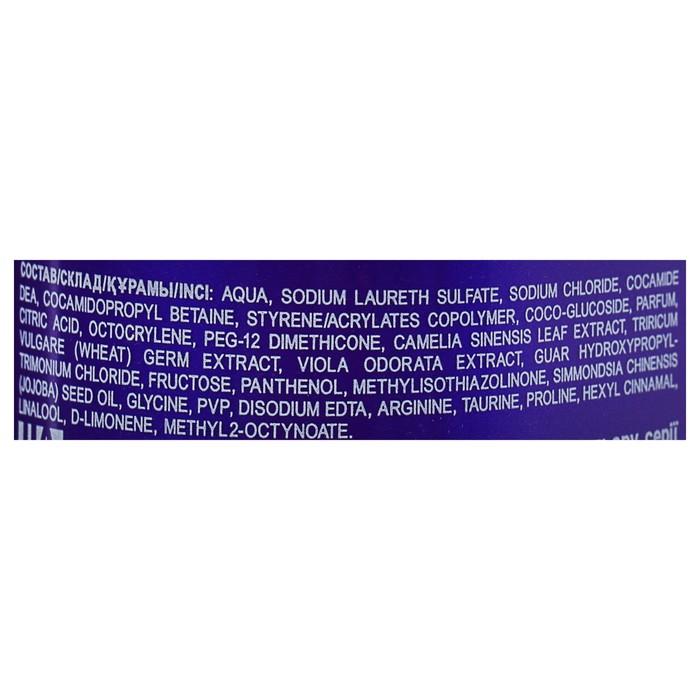 СОСТАВ/СКЛАД/ҚҰРАМЫ/INCI: AQUA, SODIUM LAURETH SULFATE, SODIUM CHLORIDE, COCAMIDE
DEA, COCAMIDOPROPYL BETAINE, STYRENE/ACRYLATES COPOLYMER, COCO-GLUCOSIDE, PARFUM,
CITRIC ACID, OCTOCRYLENE, PEG-12 DIMETHICONE, CAMELIA SINENSIS LEAF EXTRACT, TRIRICUM
VULGARE (WHEAT) GERM EXTRACT, VIOLA ODORATA EXTRACT, GUAR HYDROXYPROPYL-
TRIMONIUM CHLORIDE, FRUCTOSE, PANTHENOL, METHYLISOTHIAZOLINONE, SIMMONDSIA CHINENSIS
(JOJOBA) SEED OIL, GLYCINE, PVP, DISODIUM EDTA, ARGININE, TAURINE, PROLINE, HEXYL CINNAMAL,
LINALOOL, D-LIMONENE, METHYL 2-OCTYNOATE.
серії